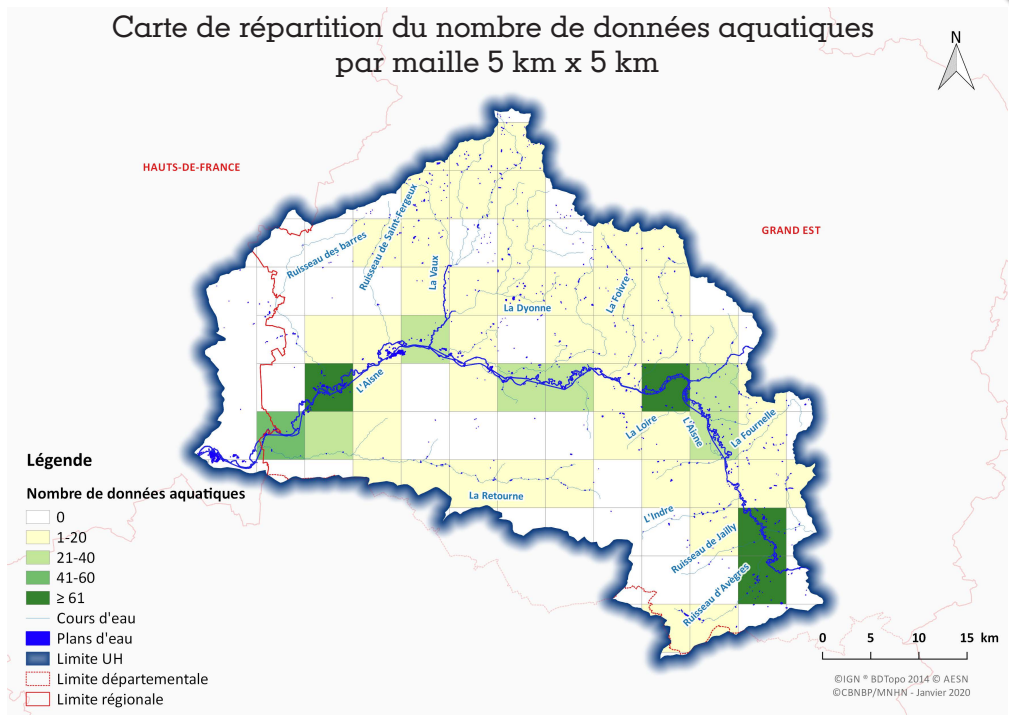 Carte de répartition du nombre de données aquatiques
par maille 5 km x 5 km
N
HAUTS-DE-FRANCE
GRAND EST
Ruisseau des barres
Ruisseau de Saint-Fergeux
La Vaux
La Dyonne
La Foivre
L'Aisne
La Loire
L'Aisne
La Fournelle
La Retourne
L'Indre
Ruisseau de Jailly
Ruisseau d'Avègres
Légende
Nombre de données aquatiques
0
1-20
21-40
41-60
≥ 61
Cours d'eau
Plans d'eau
Limite UH
Limite départementale
Limite régionale
0 5 10 15 km
©IGN ® BDTopo 2014 © AESN
©CBNBP/MNHN - Janvier 2020